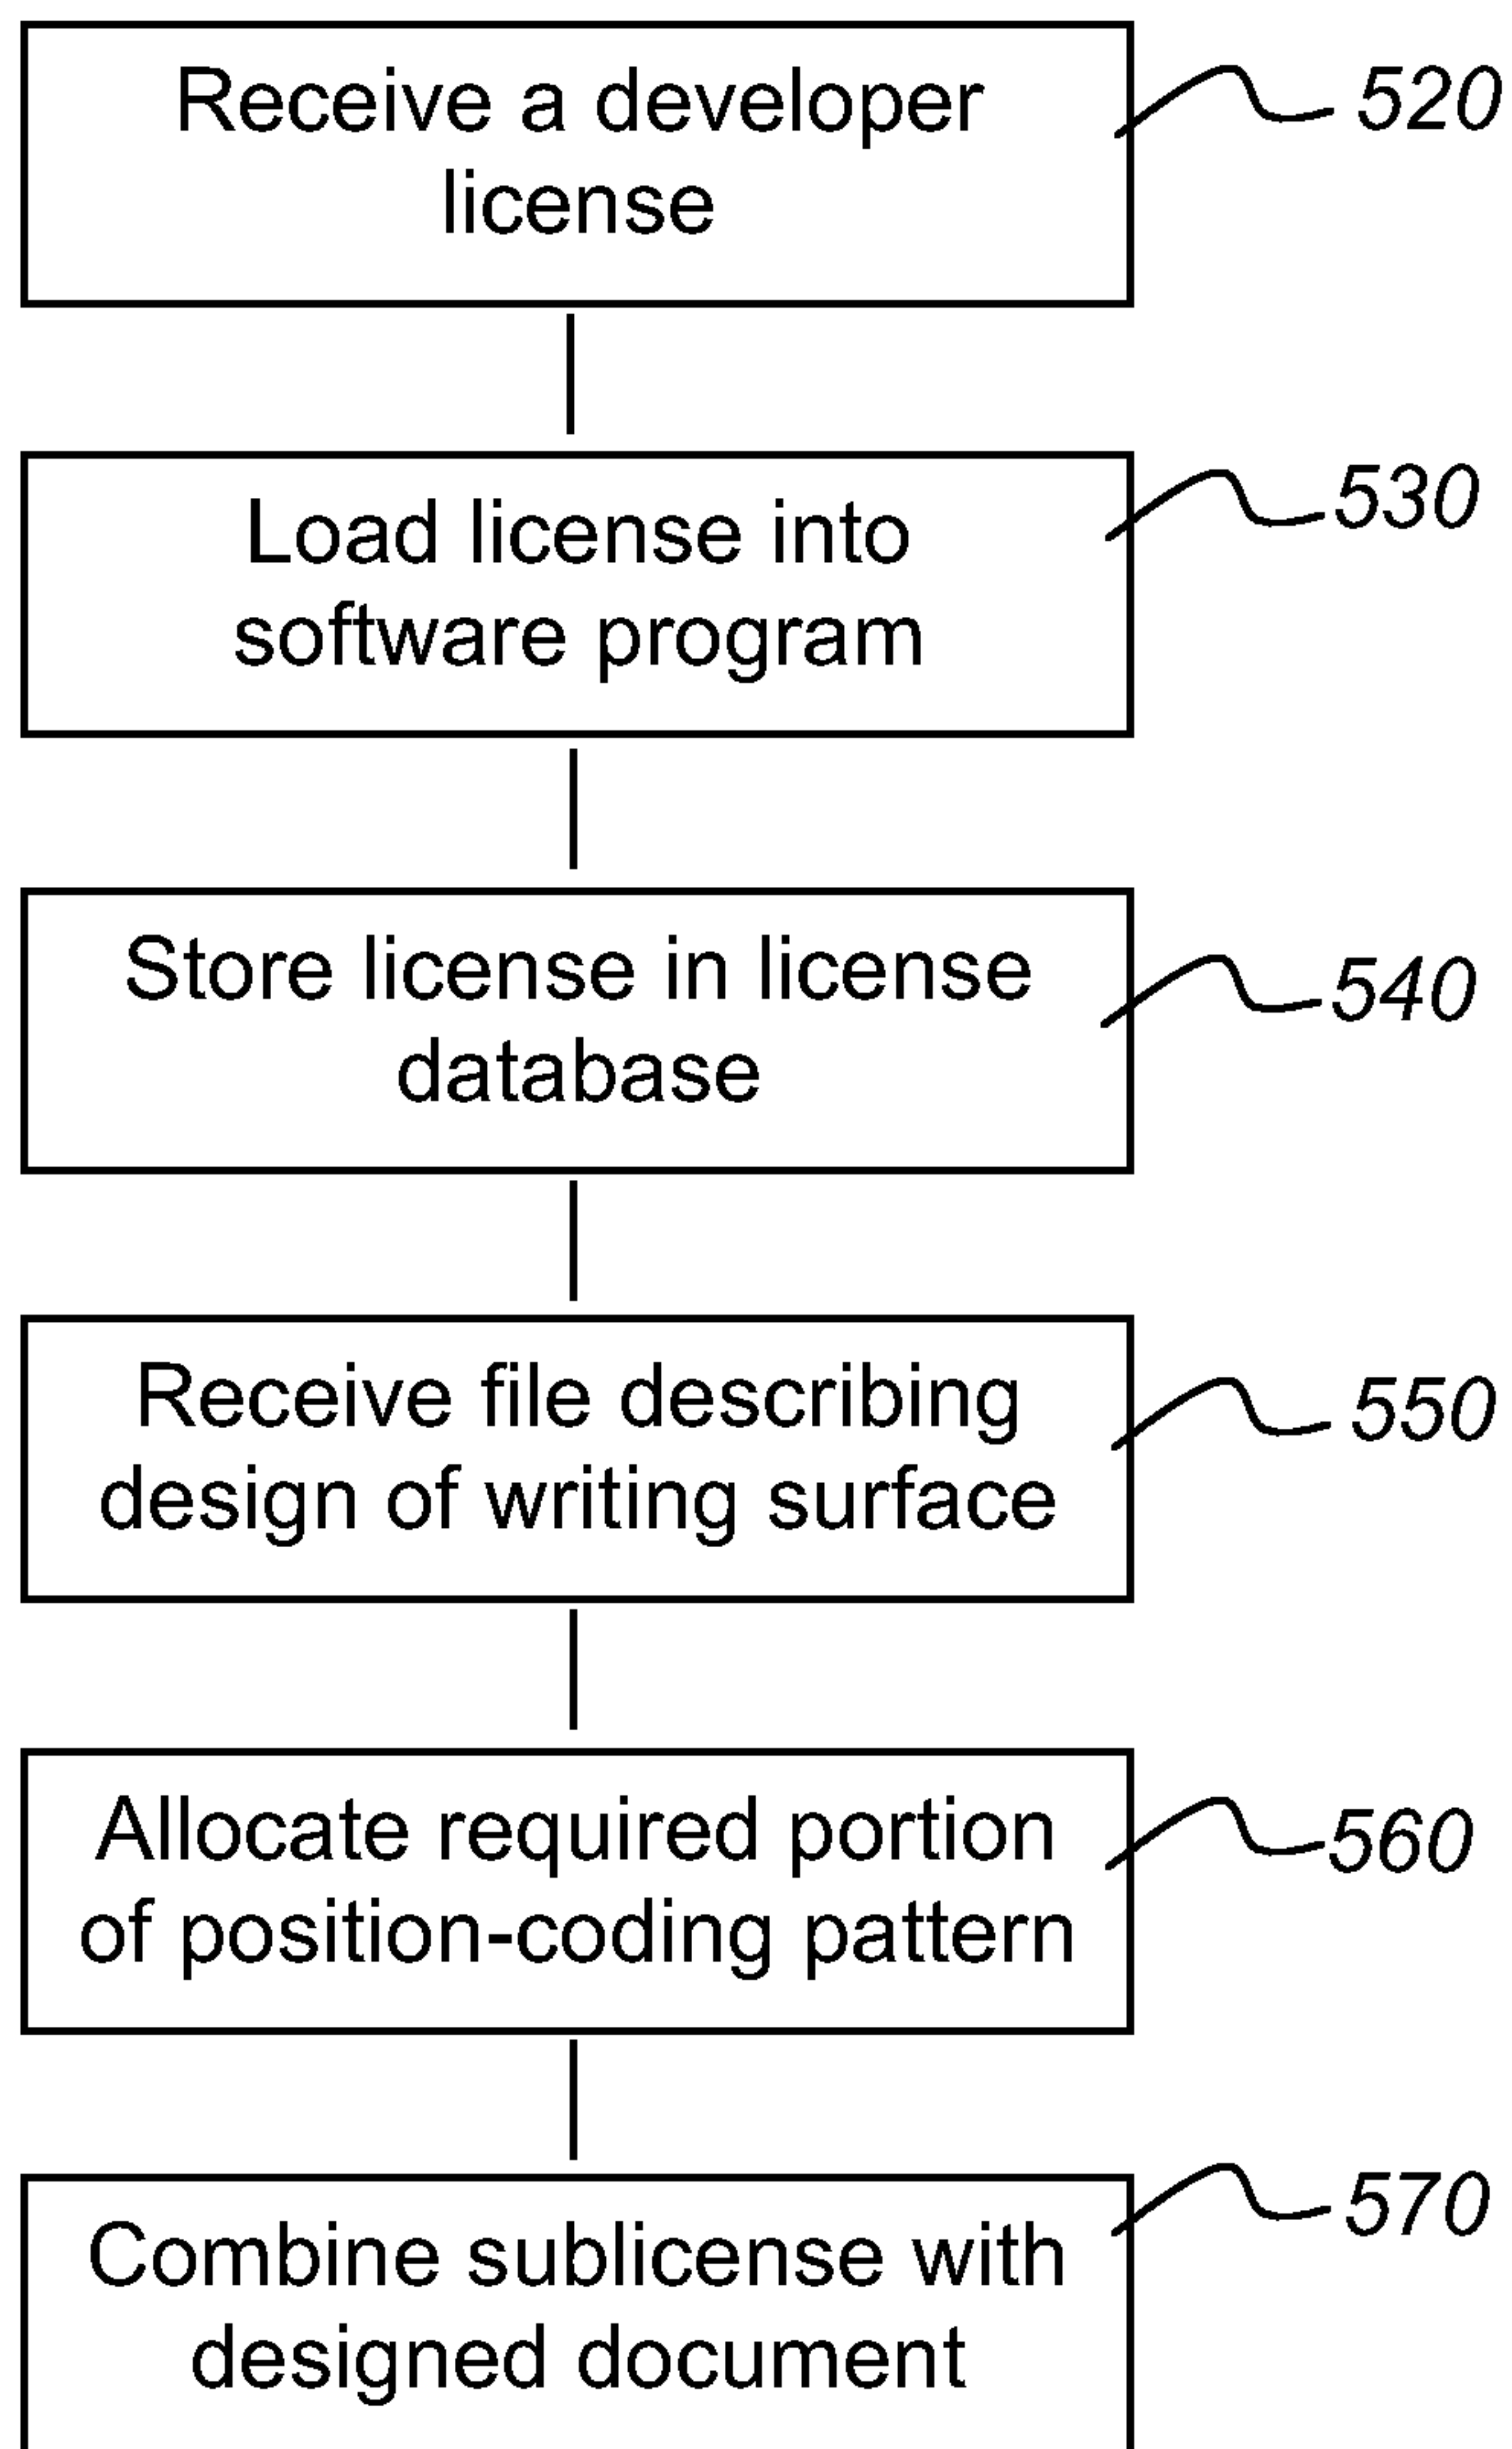 Receive a developer
license
520
Load license into
software program
530
Store license in license
database
540
Receive file describing
design of writing surface
550
Allocate required portion
of position-coding pattern
560
Combine sublicense with
designed document
570